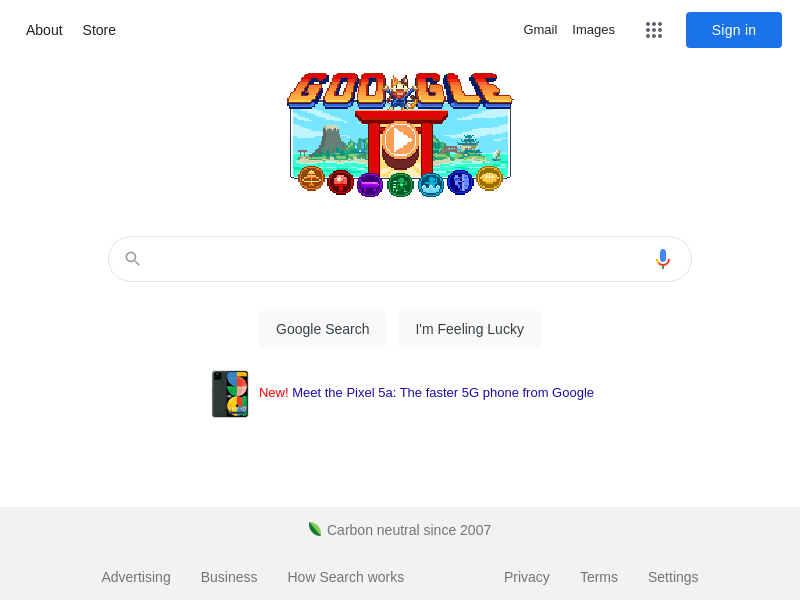 About Store Gmail Images Sign in
GOOGLE
Google Search I'm Feeling Lucky
New! Meet the Pixel 5a: The faster 5G phone from Google
Carbon neutral since 2007
Advertising Business How Search works Privacy Terms Settings